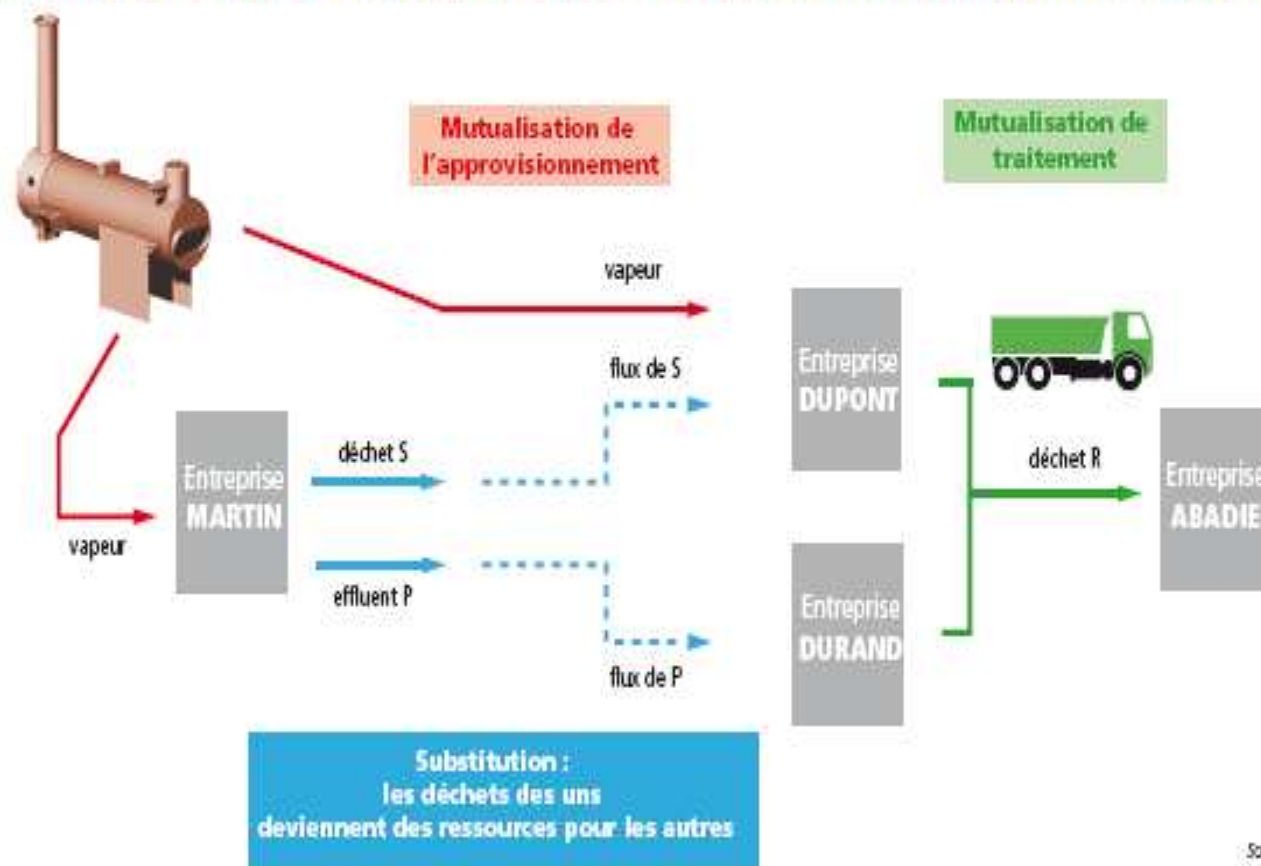 Mutualisation de
l'approvisionnement
Mutualisation de
traitement
vapeur
flux de S
Entreprise
DUPONT
déchet S
déchet R
Entreprise
MARTIN
Entreprise
ABADIE
vapeur
effluent P
Entreprise
DURAND
flux de P
Substitution :
les déchets des uns
deviennent des ressources pour les autres